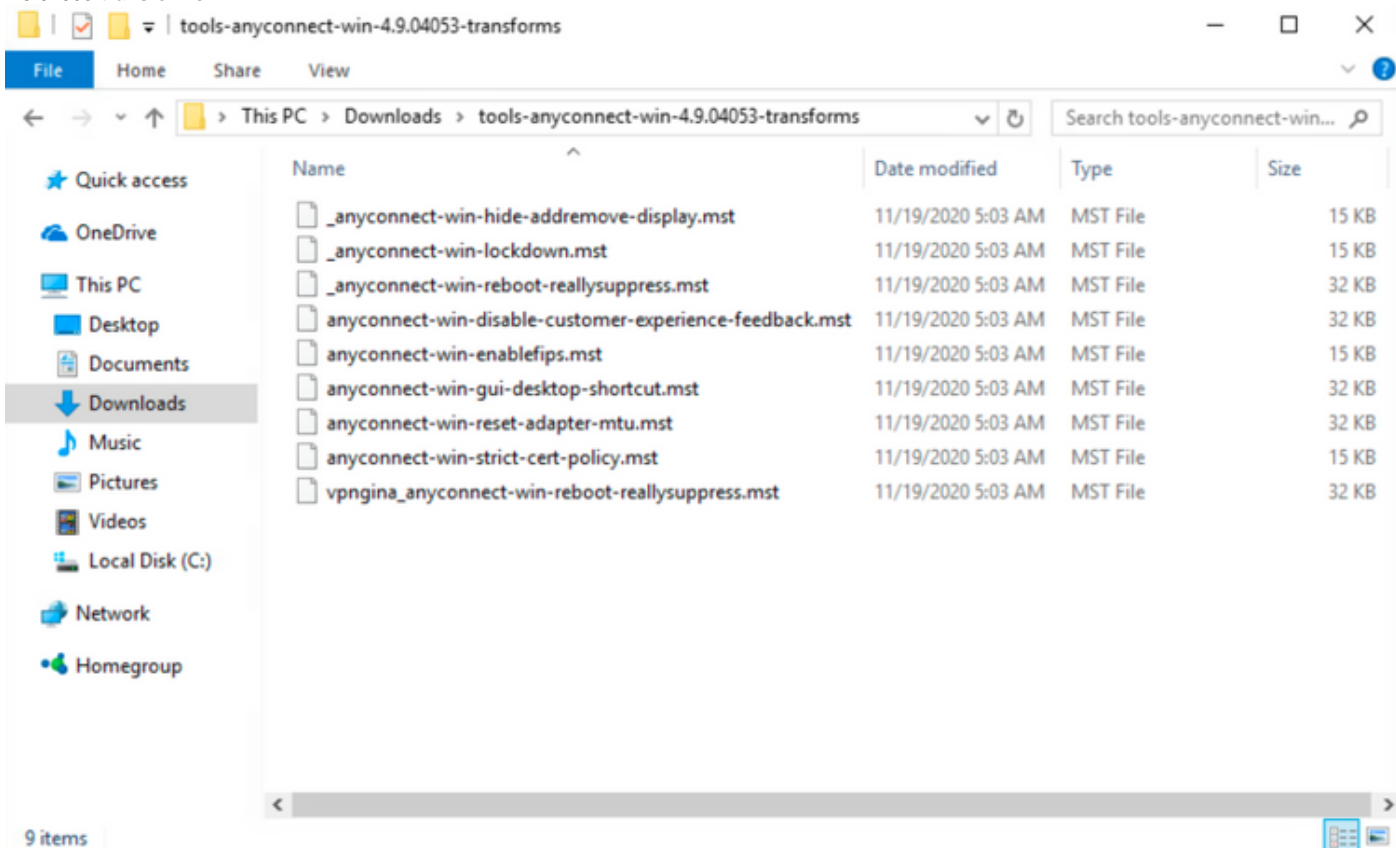 tools-anyconnect-win-4.9.04053-transforms
File Home Share View
This PC > Downloads > tools-anyconnect-win-4.9.04053-transforms Search tools-anyconnect-win...
Name Date modified Type Size
Quick access
OneDrive
This PC
Desktop
Documents
Downloads
Music
Pictures
Videos
Local Disk (C:)
Network
Homegroup
_anyconnect-win-hide-addremove-display.mst 11/19/2020 5:03 AM MST File 15 KB
_anyconnect-win-lockdown.mst 11/19/2020 5:03 AM MST File 15 KB
_anyconnect-win-reboot-reallysuppress.mst 11/19/2020 5:03 AM MST File 32 KB
anyconnect-win-disable-customer-experience-feedback.mst 11/19/2020 5:03 AM MST File 32 KB
anyconnect-win-enablefips.mst 11/19/2020 5:03 AM MST File 15 KB
anyconnect-win-gui-desktop-shortcut.mst 11/19/2020 5:03 AM MST File 32 KB
anyconnect-win-reset-adapter-mtu.mst 11/19/2020 5:03 AM MST File 32 KB
anyconnect-win-strict-cert-policy.mst 11/19/2020 5:03 AM MST File 15 KB
vpngina_anyconnect-win-reboot-reallysuppress.mst 11/19/2020 5:03 AM MST File 32 KB
9 items